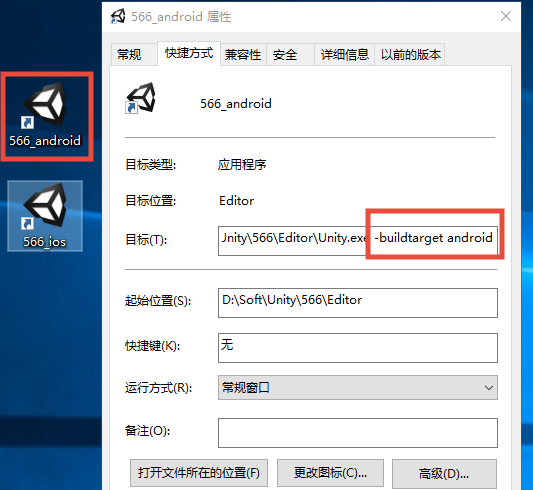 566_android
566_ios
566_android 属性
常规
快捷方式
兼容性
安全
详细信息
以前的版本
566_android
目标类型: 应用程序
目标位置: Editor
目标(T): Unity\566\Editor\Unity.exe -buildtarget android
起始位置(S): D:\Soft\Unity\566\Editor
快捷键(K): 无
运行方式(R): 常规窗口
备注(O):
打开文件所在的位置(F)
更改图标(C)...
高级(D)...